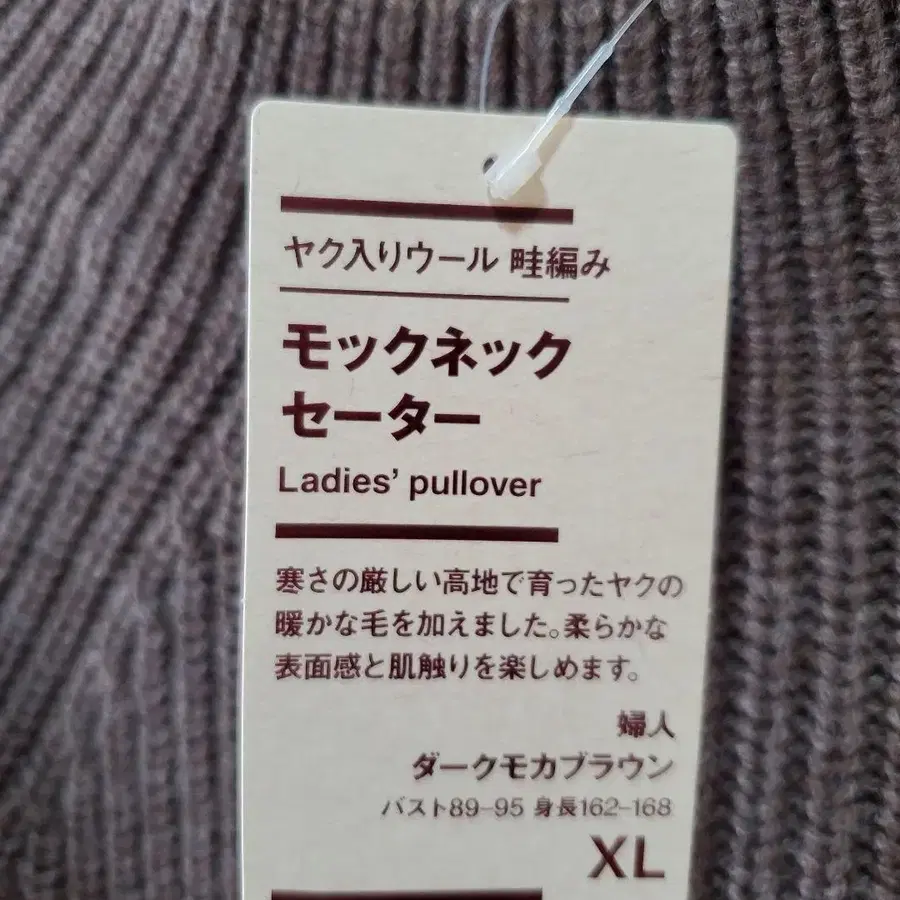 ヤク入りウール 畦編み
モックネック
セーター
Ladies' pullover
寒さの厳しい高地で育ったヤクの
暖かな毛を加えました。柔らかな
表面感と肌触りを楽しめます。
婦人
ダークモカブラウン
バスト89-95 身長162-168
XL